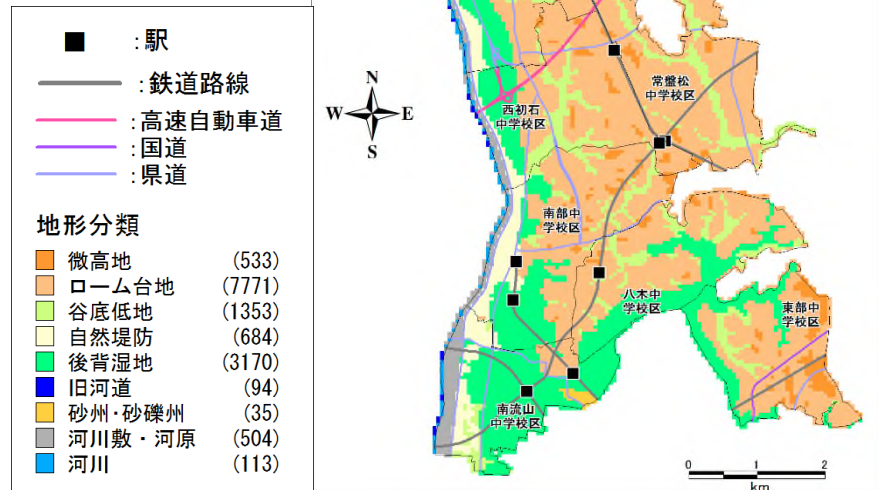 :駅
:鉄道路線
:高速自動車道
:国道
:県道
地形分類
微高地 (533)
ローム台地 (7771)
谷底低地 (1353)
自然堤防 (684)
後背湿地 (3170)
旧河道 (94)
砂州・砂礫州 (35)
河川敷・河原 (504)
河川 (113)
N
W E
S
常盤松
中学校区
西初石
中学校区
南部中
学校区
八木中
学校区
東部中
学校区
南流山
中学校区
0 1 2
km